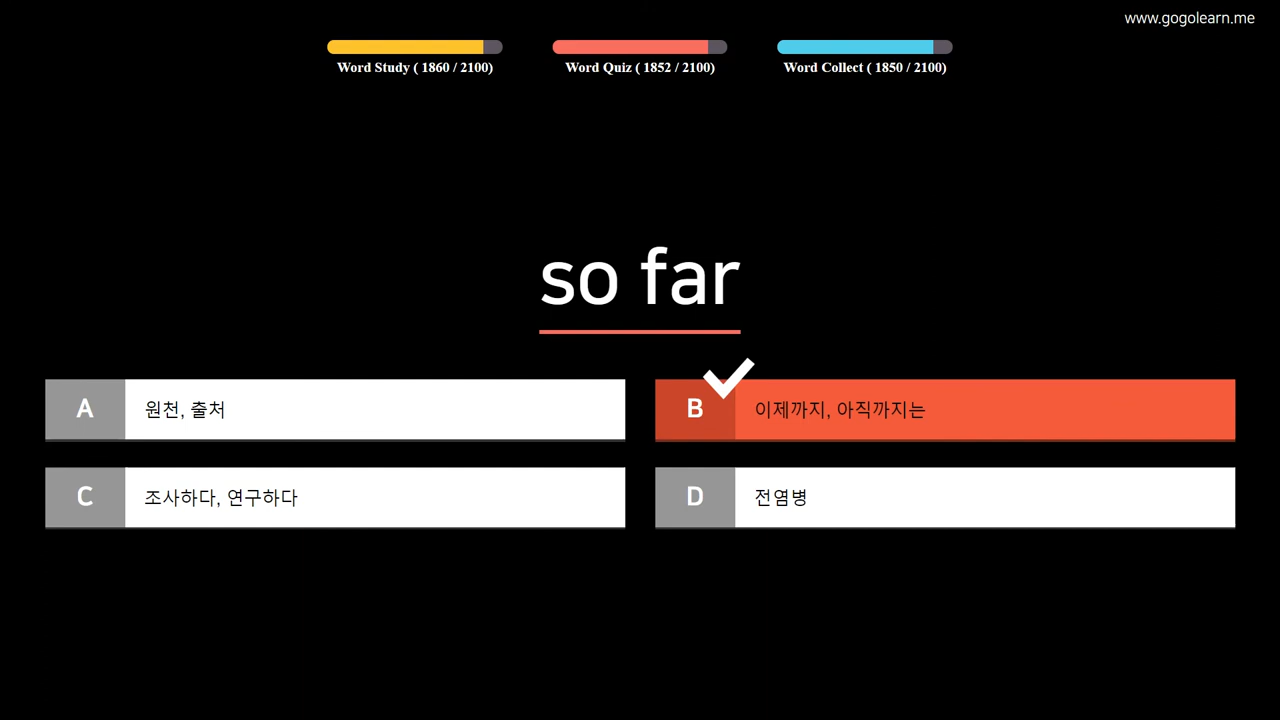 www.gogolearn.me
Word Study ( 1860 / 2100)
Word Quiz ( 1852 / 2100)
Word Collect ( 1850 / 2100)
so far
A 원천, 출처
B 이제까지, 아직까지는
C 조사하다, 연구하다
D 전염병